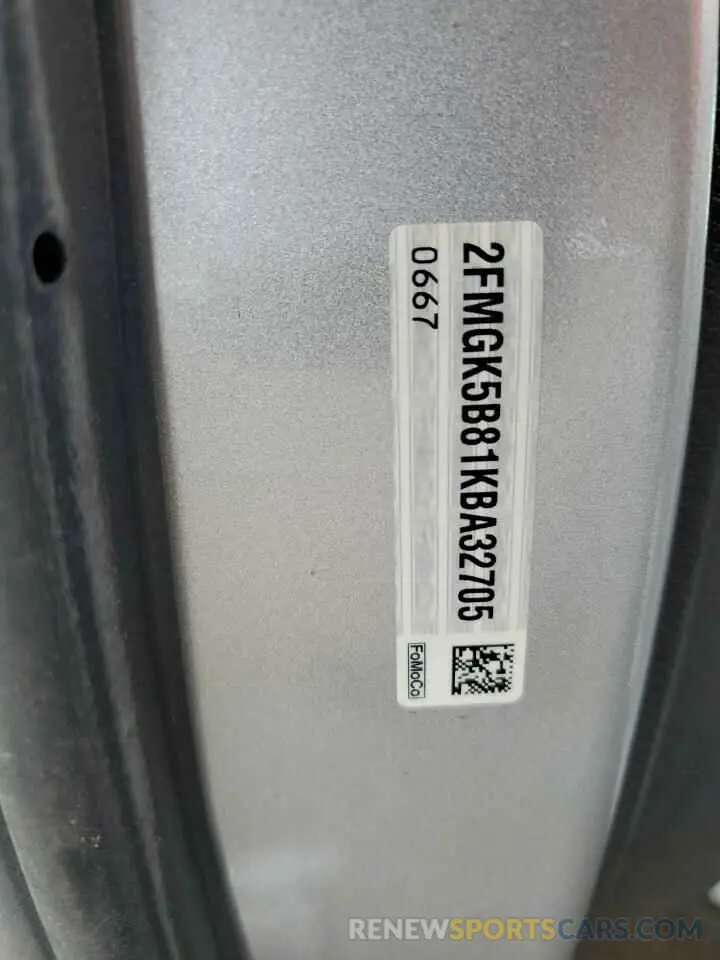 2FMGK5B81KBA32705
0667
FoMoCo
RENEWSPORTSCARS.COM